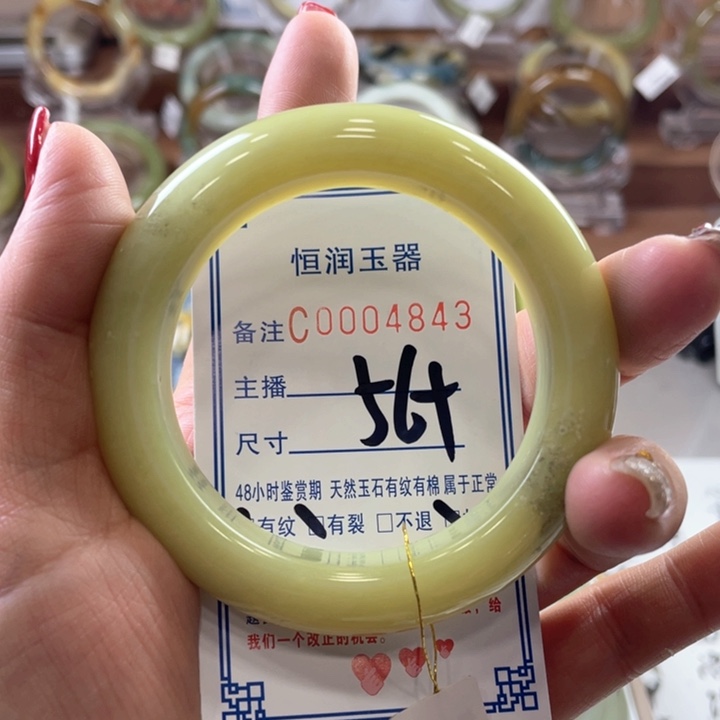 恒润玉器
备注C0004843
主播
尺寸 56+
48小时鉴赏期 天然玉石有纹有棉 属于正常
有纹 □有裂 □不退
给
我们一个改正的机会。